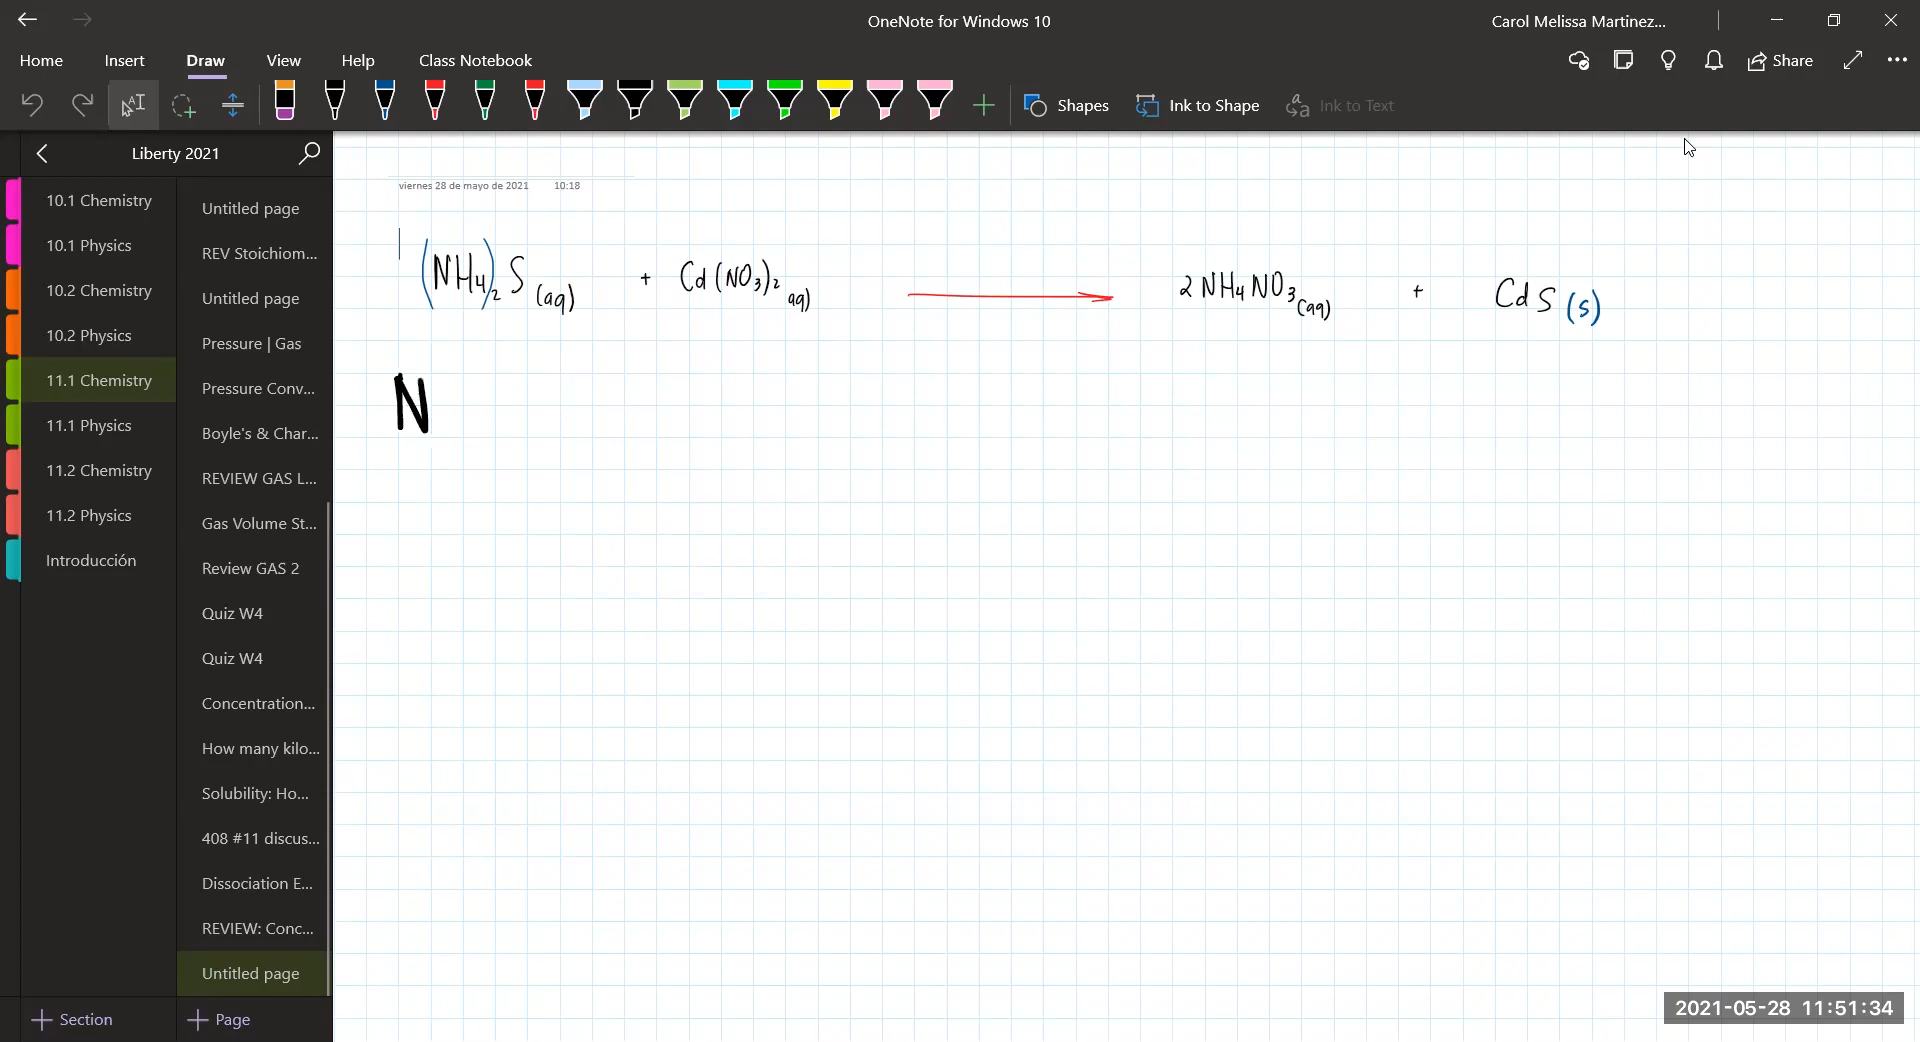 OneNote for Windows 10
Carol Melissa Martinez...
Home Insert Draw View Help Class Notebook
Share
Shapes Ink to Shape Ink to Text
Liberty 2021
10.1 Chemistry
10.1 Physics
10.2 Chemistry
10.2 Physics
11.1 Chemistry
11.1 Physics
11.2 Chemistry
11.2 Physics
Introducción
Untitled page
REV Stoichiom...
Untitled page
Pressure | Gas
Pressure Conv...
Boyle's & Char...
REVIEW GAS L...
Gas Volume St...
Review GAS 2
Quiz W4
Quiz W4
Concentration...
How many kilo...
Solubility: Ho...
408 #11 discus...
Dissociation E...
REVIEW: Conc...
Untitled page
+ Section
+ Page
viernes 28 de mayo de 2021 10:18
(NH₄)₂ S (aq) + Cd (NO₃)₂ aq) → 2 NH₄ NO₃ (aq) + Cd S (s)
N
2021-05-28 11:51:34